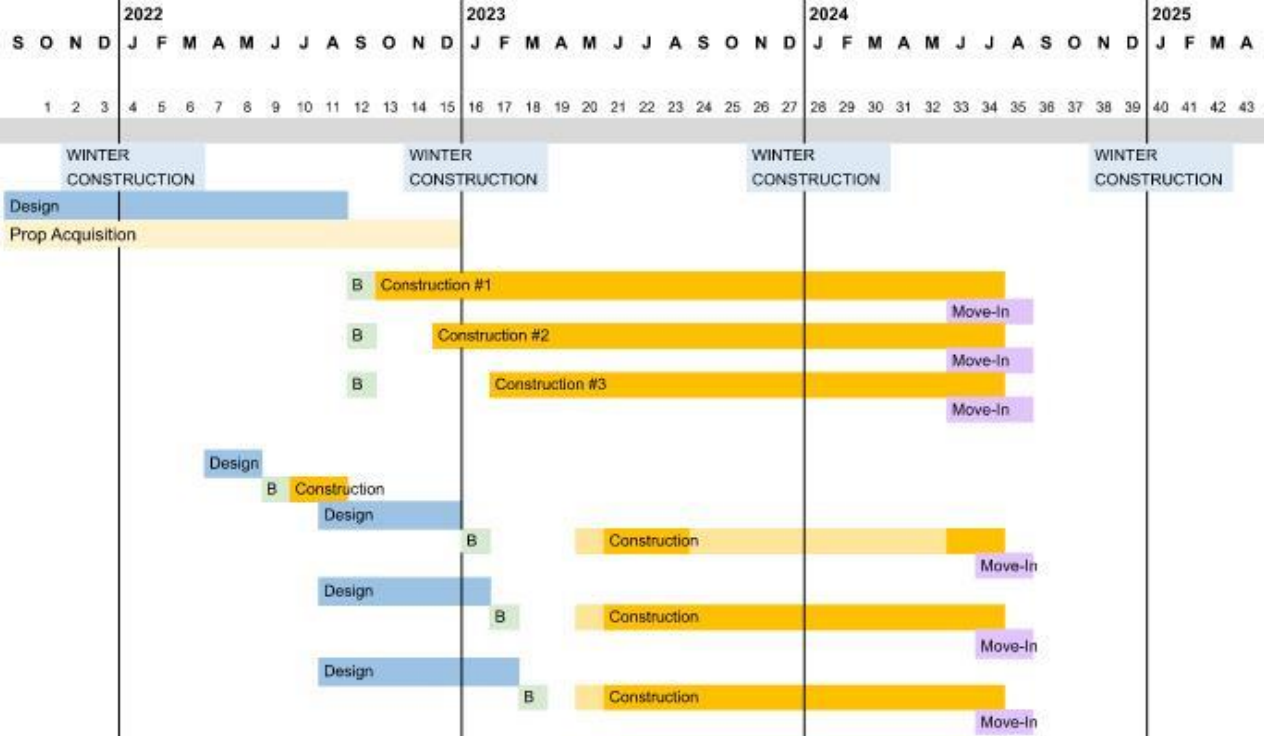 2022 2023 2024 2025
S O N D J F M A M J J A S O N D J F M A M J J A S O N D J F M A M J J A S O N D J F M A
1 2 3 4 5 6 7 8 9 10 11 12 13 14 15 16 17 18 19 20 21 22 23 24 25 26 27 28 29 30 31 32 33 34 35 36 37 38 39 40 41 42 43
WINTER WINTER WINTER WINTER
CONSTRUCTION CONSTRUCTION CONSTRUCTION CONSTRUCTION
Design
Prop Acquisition
B Construction #1
Move-In
B Construction #2
Move-In
B Construction #3
Move-In
Design
B Construction
Design
B Construction
Move-In
Design
B Construction
Move-In
Design
B Construction
Move-In